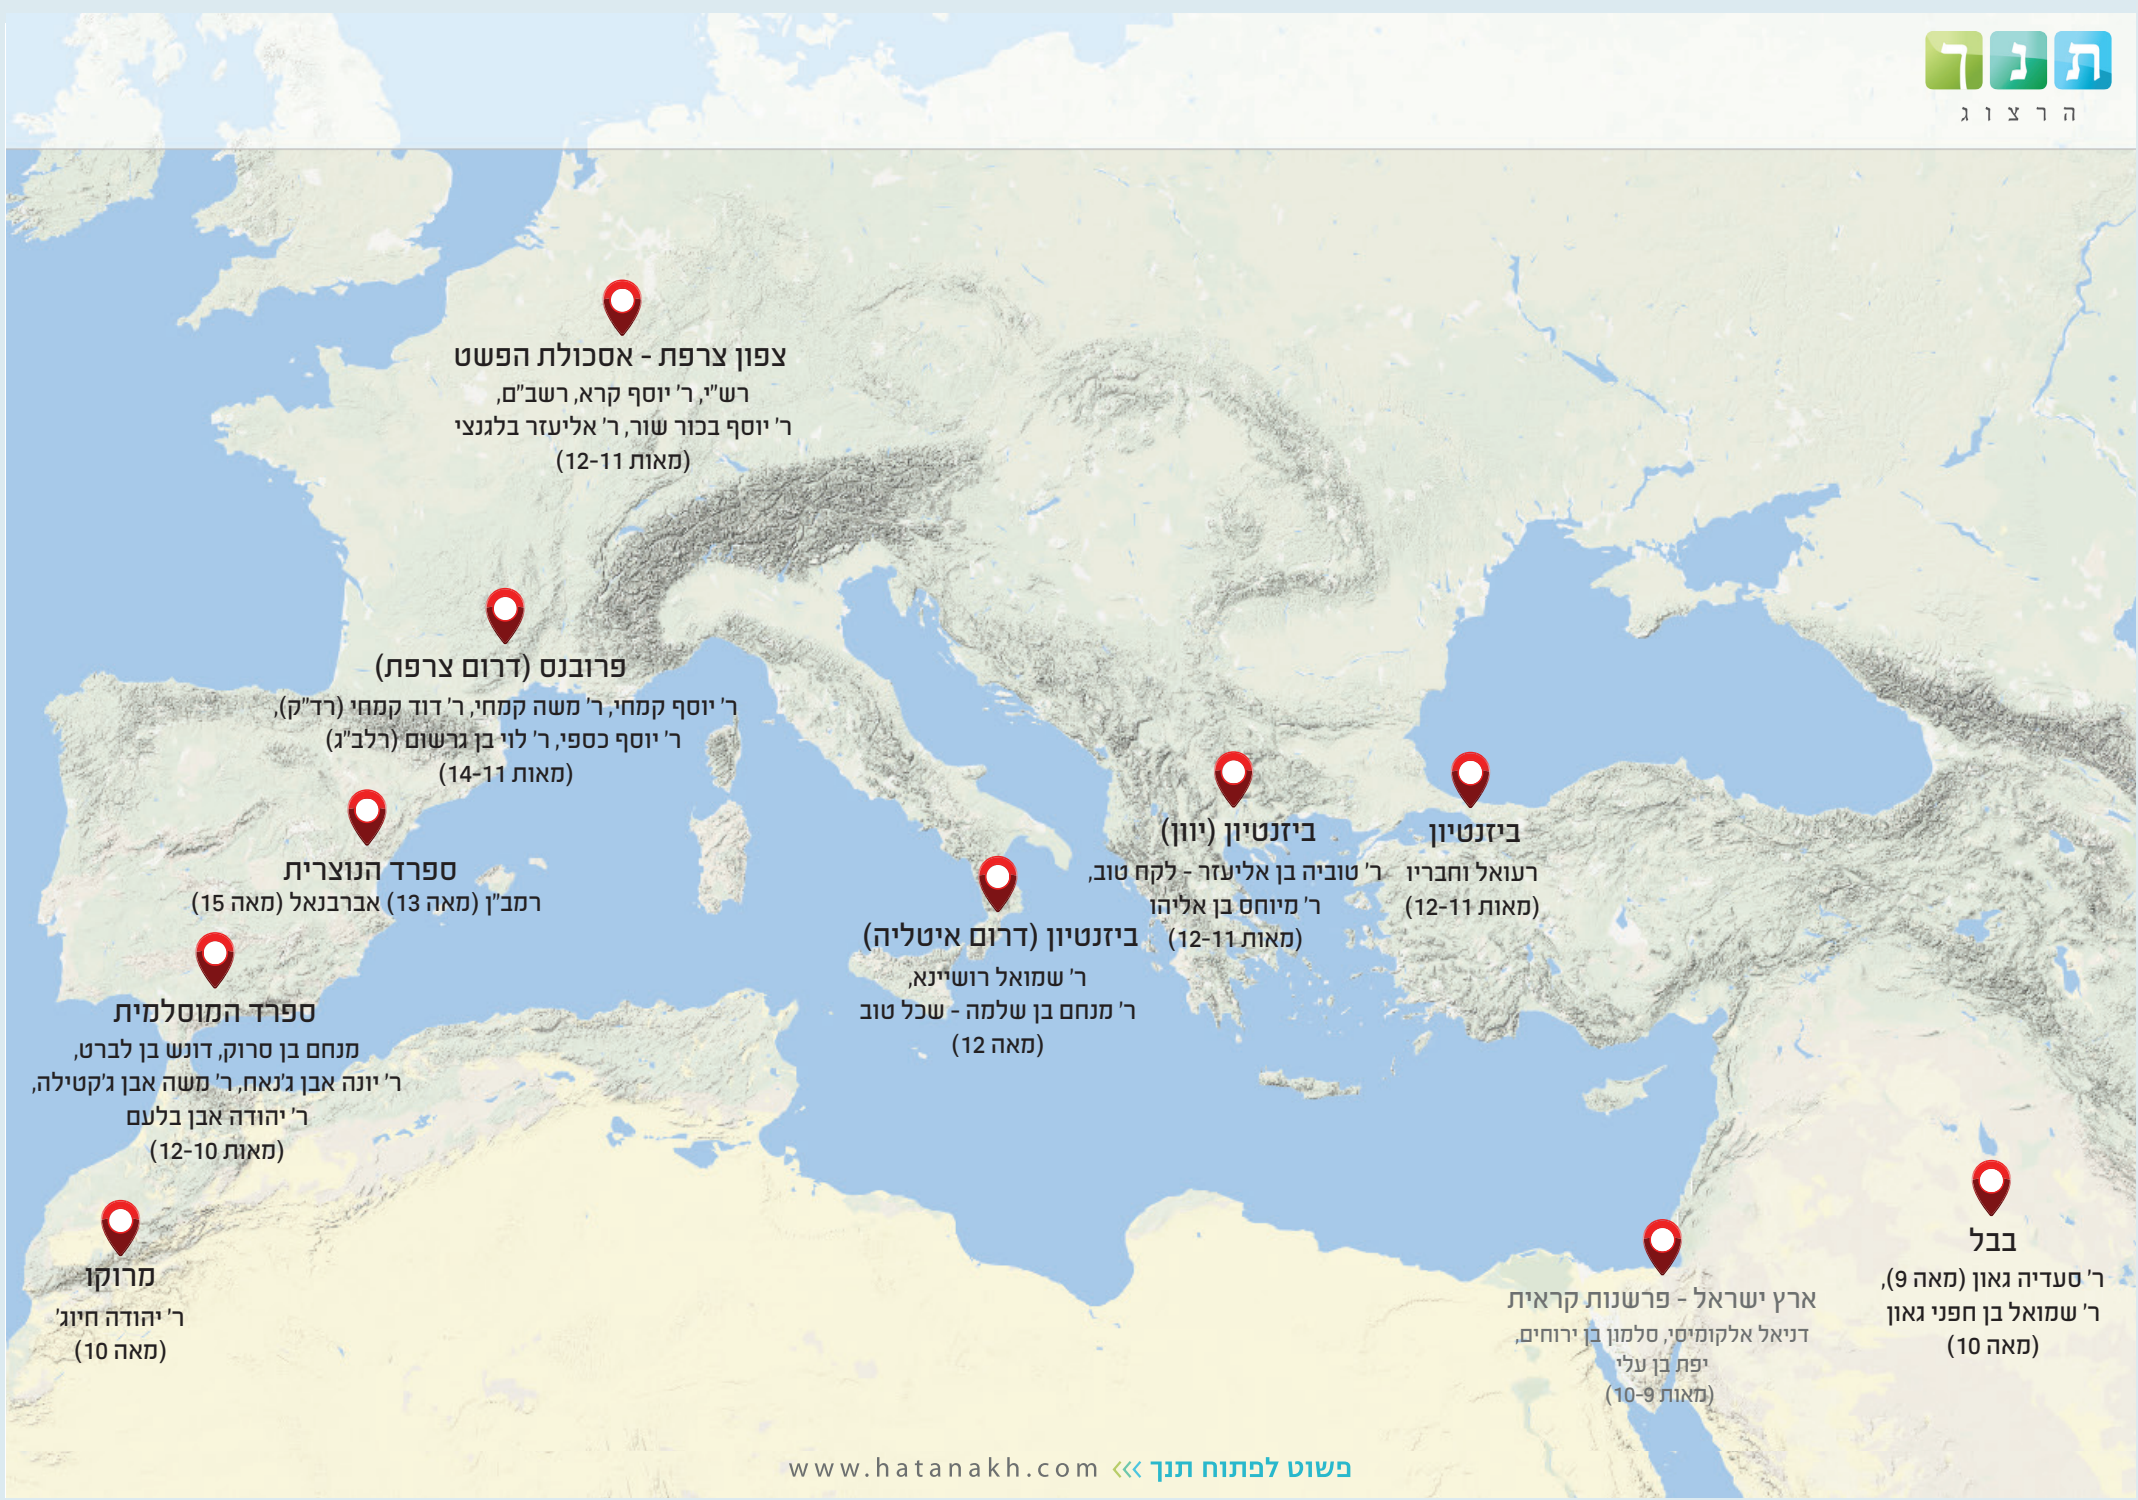 תנך
הרצוג
צפון צרפת - אסכולת הפשט
רש"י, ר' יוסף קרא, רשב"ם,
ר' יוסף בכור שור, ר' אליעזר בלגנצי
(מאות 12-11)
פרובנס (דרום צרפת)
ר' יוסף קמחי, ר' משה קמחי, ר' דוד קמחי (רד"ק),
ר' יוסף כספי, ר' לוי בן גרשום (רלב"ג)
(מאות 14-11)
ספרד הנוצרית
רמב"ן (מאה 13) אברבנאל (מאה 15)
ספרד המוסלמית
מנחם בן סרוק, דונש בן לברט,
ר' יונה אבן ג'נאח, ר' משה אבן ג'קטילה,
ר' יהודה אבן בלעם
(מאות 12-10)
מרוקו
ר' יהודה חיוג'
(מאה 10)
ביזנטיון (דרום איטליה)
ר' שמואל רושיינא,
ר' מנחם בן שלמה - שכל טוב
(מאה 12)
ביזנטיון (יוון)
ר' טוביה בן אליעזר - לקח טוב,
ר' מיוחס בן אליהו
(מאות 12-11)
ביזנטיון
רעואל וחבריו
(מאות 12-11)
ארץ ישראל - פרשנות קראית
דניאל אלקומיסי, סלמון בן ירוחים,
יפת בן עלי
(מאות 10-9)
בבל
ר' סעדיה גאון (מאה 9),
ר' שמואל בן חפני גאון
(מאה 10)
פשוט לפתוח תנך >>> www.hatanakh.com